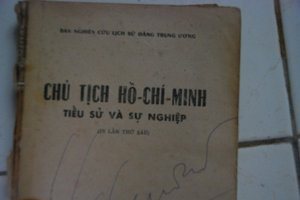 BAN NGHIÊN CỨU LỊCH SỬ ĐẢNG TRUNG ƯƠNG
CHỦ TỊCH HỒ-CHÍ-MINH
TIỂU SỬ VÀ SỰ NGHIỆP
(IN LẦN THỨ SÁU)